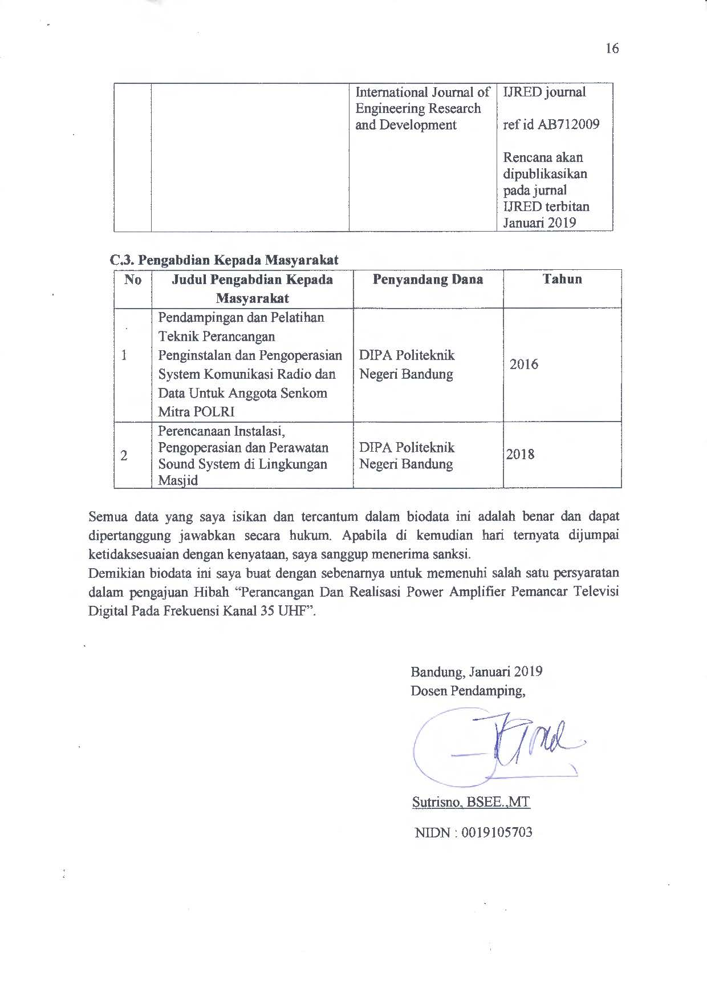 16
International Journal of
Engineering Research
and Development
IJRED journal
ref id AB712009
Rencana akan
dipublikasikan
pada jurnal
IJRED terbitan
Januari 2019
C.3. Pengabdian Kepada Masyarakat
No
Judul Pengabdian Kepada
Masyarakat
Penyandang Dana
Tahun
1
Pendampingan dan Pelatihan
Teknik Perancangan
Penginstalan dan Pengoperasian
System Komunikasi Radio dan
Data Untuk Anggota Senkom
Mitra POLRI
DIPA Politeknik
Negeri Bandung
2016
2
Perencanaan Instalasi,
Pengoperasian dan Perawatan
Sound System di Lingkungan
Masjid
DIPA Politeknik
Negeri Bandung
2018
Semua data yang saya isikan dan tercantum dalam biodata ini adalah benar dan dapat
dipertanggung jawabkan secara hukum. Apabila di kemudian hari ternyata dijumpai
ketidaksesuaian dengan kenyataan, saya sanggup menerima sanksi.
Demikian biodata ini saya buat dengan sebenarnya untuk memenuhi salah satu persyaratan
dalam pengajuan Hibah “Perancangan Dan Realisasi Power Amplifier Pemancar Televisi
Digital Pada Frekuensi Kanal 35 UHF”.
Bandung, Januari 2019
Dosen Pendamping,
Sutrisno, BSEE.,MT
NIDN : 0019105703